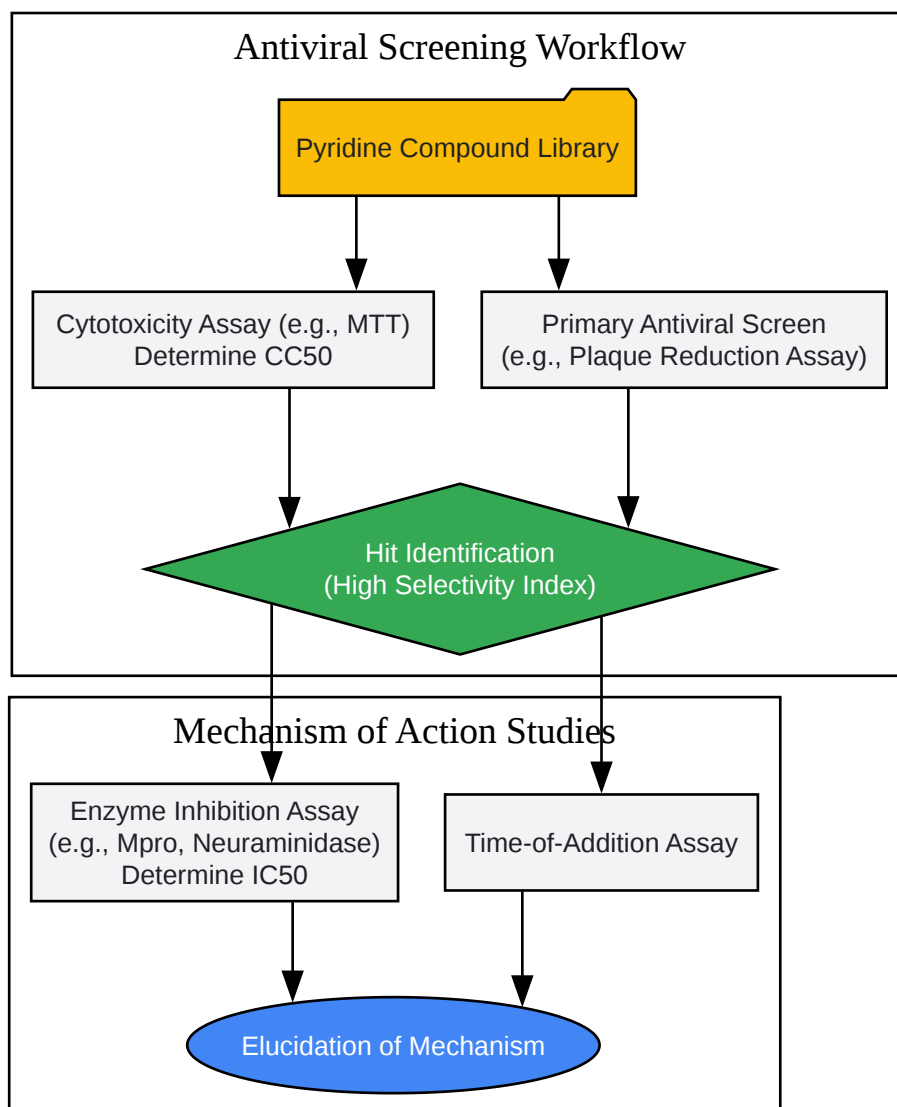 Antiviral Screening Workflow
Pyridine Compound Library
Cytotoxicity Assay (e.g., MTT)
Determine CC50
Primary Antiviral Screen
(e.g., Plaque Reduction Assay)
Hit Identification
(High Selectivity Index)
Mechanism of Action Studies
Enzyme Inhibition Assay
(e.g., Mpro, Neuraminidase)
Determine IC50
Time-of-Addition Assay
Elucidation of Mechanism